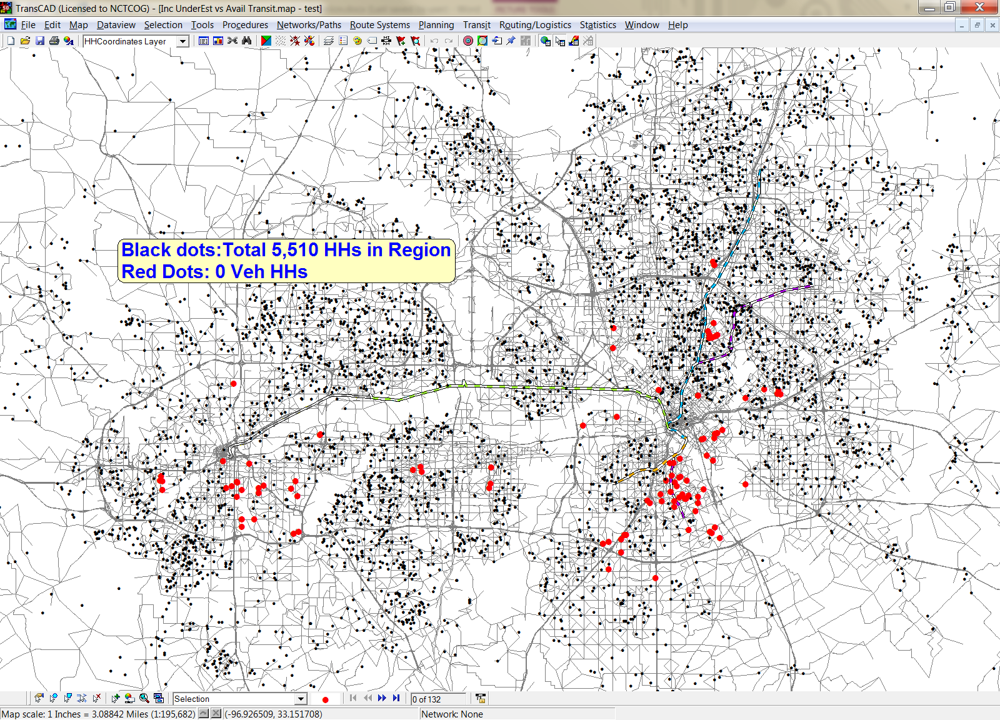 TransCAD (Licensed to NCTCOG) - [Inc UnderEst vs Avail Transit.map - test]
File Edit Map Dataview Selection Tools Procedures Networks/Paths Route Systems Planning Transit Routing/Logistics Statistics Window Help
HHCoordinates Layer
Black dots:Total 5,510 HHs in Region
Red Dots: 0 Veh HHs
Selection 0 of 132
Map scale: 1 Inches = 3.08842 Miles (1:195,682) (-96.926509, 33.151708) Network: None